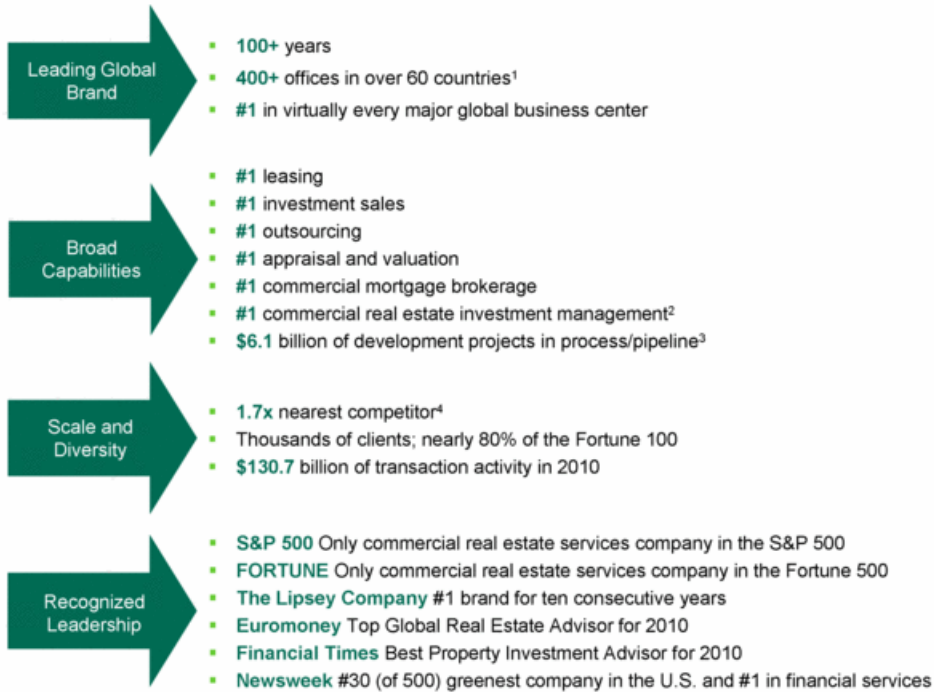 Leading Global
Brand
100+ years
400+ offices in over 60 countries¹
#1 in virtually every major global business center
Broad
Capabilities
#1 leasing
#1 investment sales
#1 outsourcing
#1 appraisal and valuation
#1 commercial mortgage brokerage
#1 commercial real estate investment management²
$6.1 billion of development projects in process/pipeline³
Scale and
Diversity
1.7x nearest competitor⁴
Thousands of clients; nearly 80% of the Fortune 100
$130.7 billion of transaction activity in 2010
Recognized
Leadership
S&P 500 Only commercial real estate services company in the S&P 500
FORTUNE Only commercial real estate services company in the Fortune 500
The Lipsey Company #1 brand for ten consecutive years
Euromoney Top Global Real Estate Advisor for 2010
Financial Times Best Property Investment Advisor for 2010
Newsweek #30 (of 500) greenest company in the U.S. and #1 in financial services